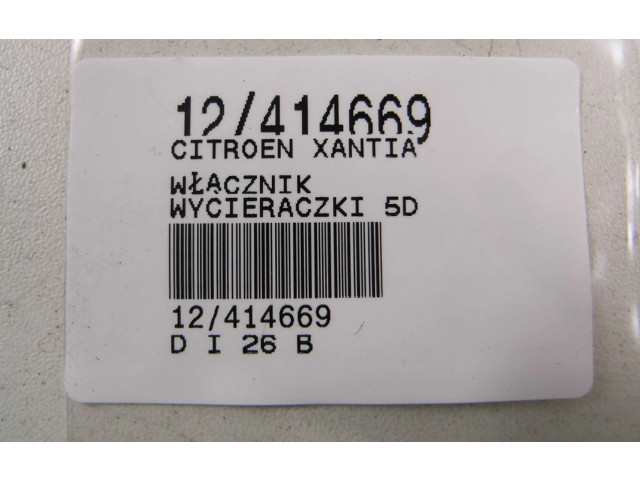 12/414669
CITROEN XANTIA
WŁĄCZNIK
WYCIERACZKI 5D
12/414669
D I 26 B